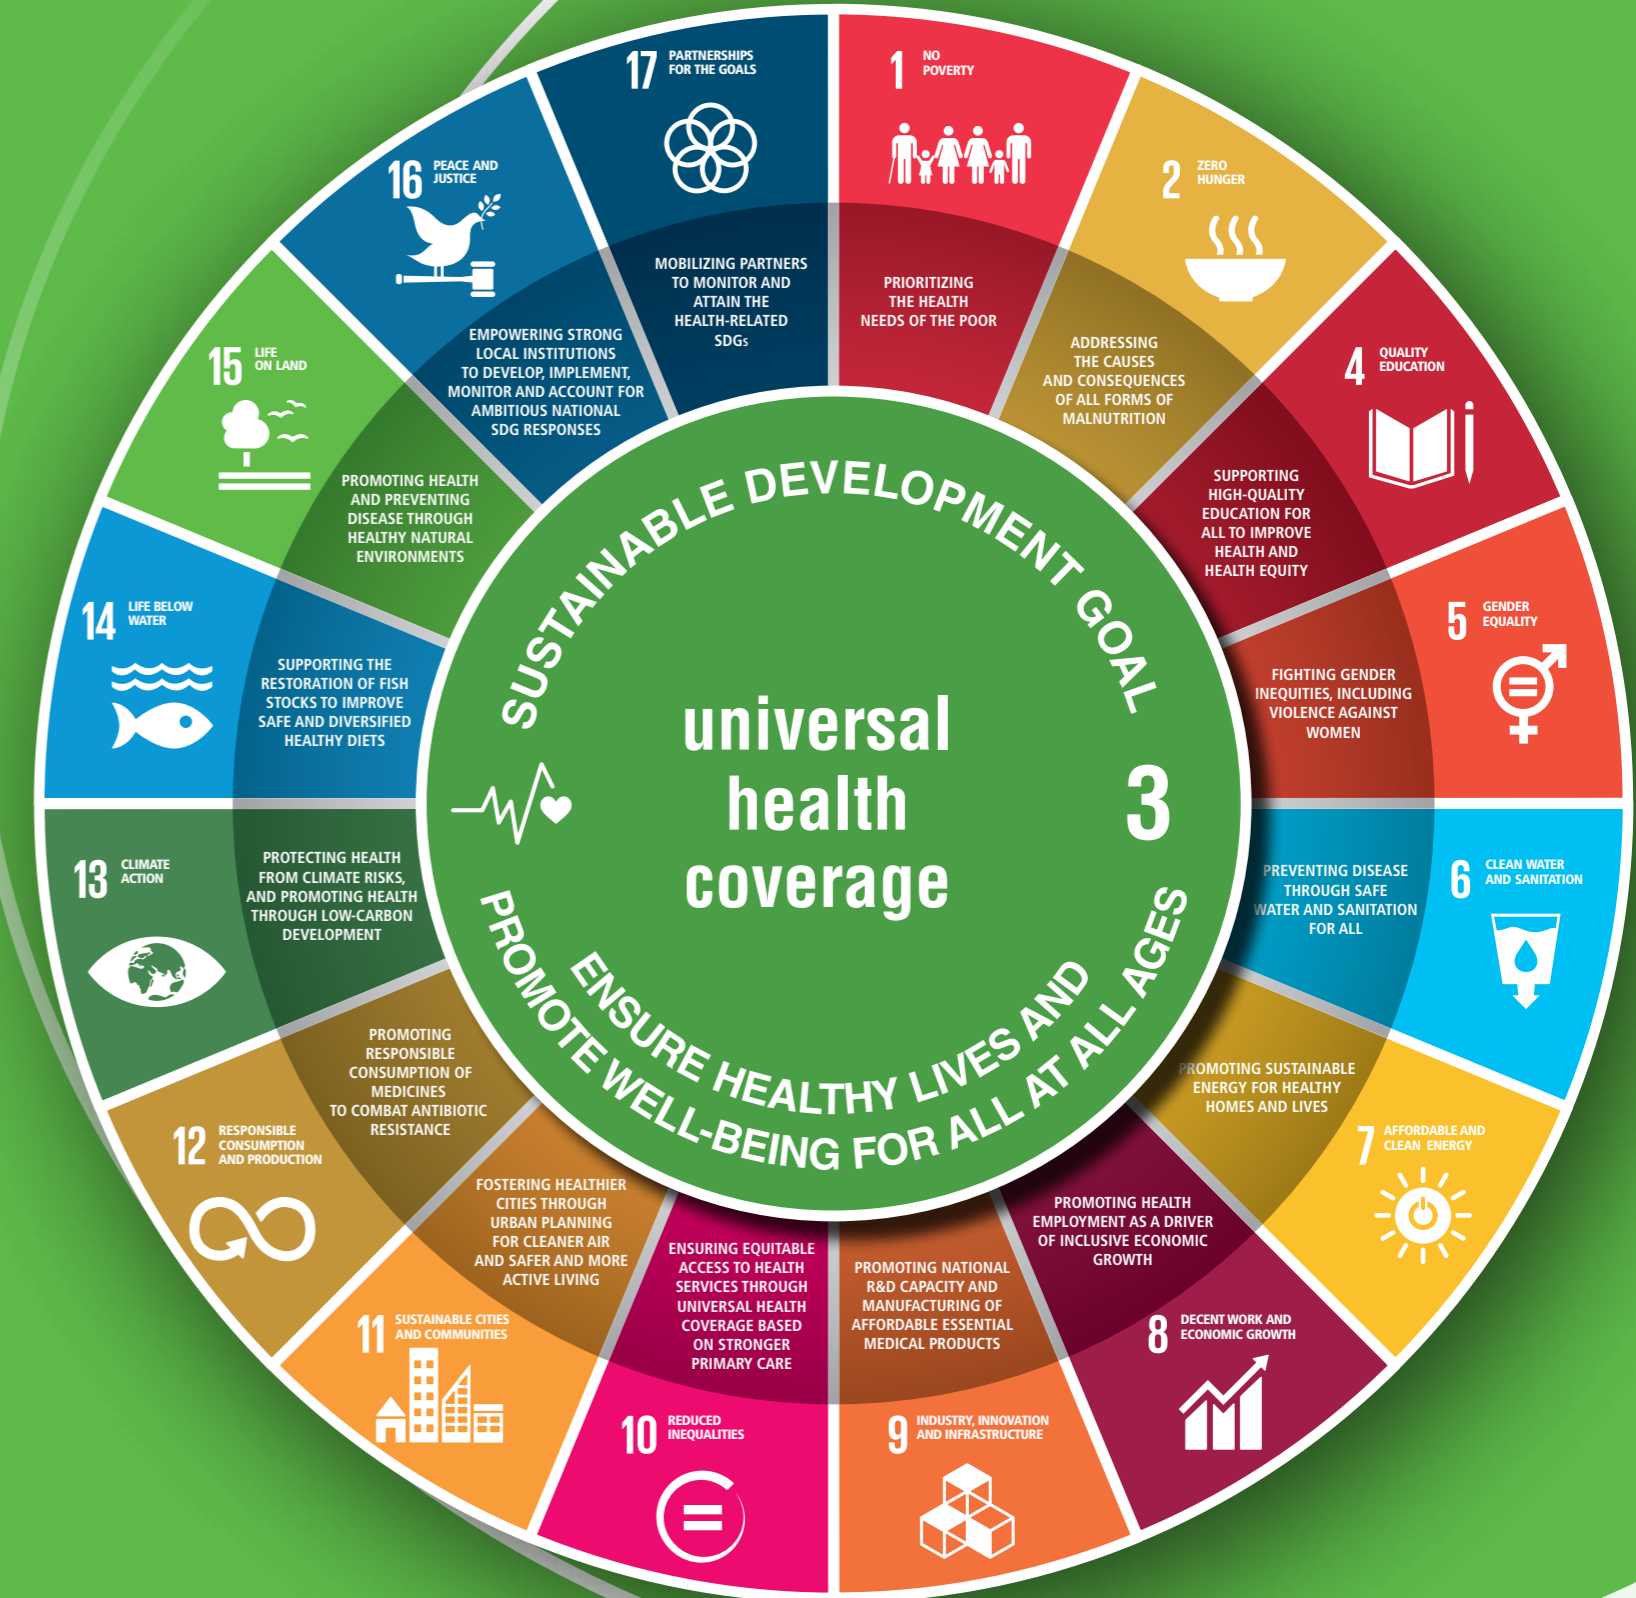 17
PARTNERSHIPS
FOR THE GOALS
MOBILIZING PARTNERS
TO MONITOR AND
ATTAIN THE
HEALTH-RELATED
SDGs
1
NO
POVERTY
PRIORITIZING
THE HEALTH
NEEDS OF THE POOR
2
ZERO
HUNGER
ADDRESSING
THE CAUSES
AND CONSEQUENCES
OF ALL FORMS OF
MALNUTRITION
4
QUALITY
EDUCATION
SUPPORTING
HIGH-QUALITY
EDUCATION FOR
ALL TO IMPROVE
HEALTH AND
HEALTH EQUITY
5
GENDER
EQUALITY
FIGHTING GENDER
INEQUITIES, INCLUDING
VIOLENCE AGAINST
WOMEN
6
CLEAN WATER
AND SANITATION
PREVENTING DISEASE
THROUGH SAFE
WATER AND SANITATION
FOR ALL
7
AFFORDABLE AND
CLEAN ENERGY
PROMOTING SUSTAINABLE
ENERGY FOR HEALTHY
HOMES AND LIVES
8
DECENT WORK AND
ECONOMIC GROWTH
PROMOTING HEALTH
EMPLOYMENT AS A DRIVER
OF INCLUSIVE ECONOMIC
GROWTH
9
INDUSTRY, INNOVATION
AND INFRASTRUCTURE
PROMOTING NATIONAL
R&D CAPACITY AND
MANUFACTURING OF
AFFORDABLE ESSENTIAL
MEDICAL PRODUCTS
10
REDUCED
INEQUALITIES
ENSURING EQUITABLE
ACCESS TO HEALTH
SERVICES THROUGH
UNIVERSAL HEALTH
COVERAGE BASED
ON STRONGER
PRIMARY CARE
11
SUSTAINABLE CITIES
AND COMMUNITIES
FOSTERING HEALTHIER
CITIES THROUGH
URBAN PLANNING
FOR CLEANER AIR
AND SAFER AND MORE
ACTIVE LIVING
12
RESPONSIBLE
CONSUMPTION
AND PRODUCTION
PROMOTING
RESPONSIBLE
CONSUMPTION OF
MEDICINES
TO COMBAT ANTIBIOTIC
RESISTANCE
13
CLIMATE
ACTION
PROTECTING HEALTH
FROM CLIMATE RISKS,
AND PROMOTING HEALTH
THROUGH LOW-CARBON
DEVELOPMENT
14
LIFE BELOW
WATER
SUPPORTING THE
RESTORATION OF FISH
STOCKS TO IMPROVE
SAFE AND DIVERSIFIED
HEALTHY DIETS
15
LIFE
ON LAND
PROMOTING HEALTH
AND PREVENTING
DISEASE THROUGH
HEALTHY NATURAL
ENVIRONMENTS
16
PEACE AND
JUSTICE
EMPOWERING STRONG
LOCAL INSTITUTIONS
TO DEVELOP, IMPLEMENT,
MONITOR AND ACCOUNT FOR
AMBITIOUS NATIONAL
SDG RESPONSES
SUSTAINABLE DEVELOPMENT GOAL
3
universal
health
coverage
ENSURE HEALTHY LIVES AND
PROMOTE WELL-BEING FOR ALL AT ALL AGES